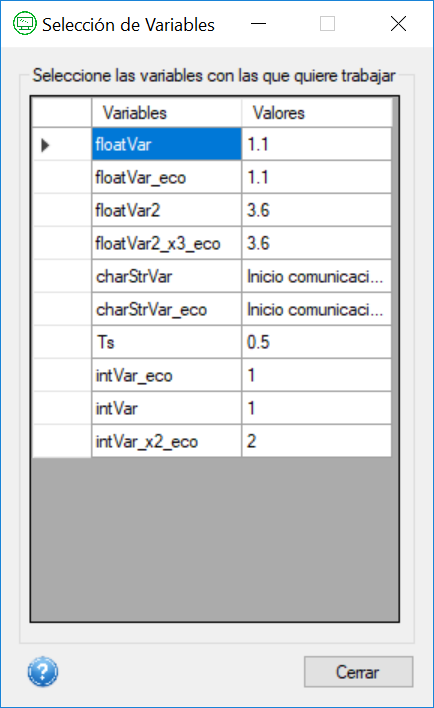 Selección de Variables
Seleccione las variables con las que quiere trabajar
Variables Valores
floatVar 1.1
floatVar_eco 1.1
floatVar2 3.6
floatVar2_x3_eco 3.6
charStrVar Inicio comunicaci...
charStrVar_eco Inicio comunicaci...
Ts 0.5
intVar_eco 1
intVar 1
intVar_x2_eco 2
?
Cerrar